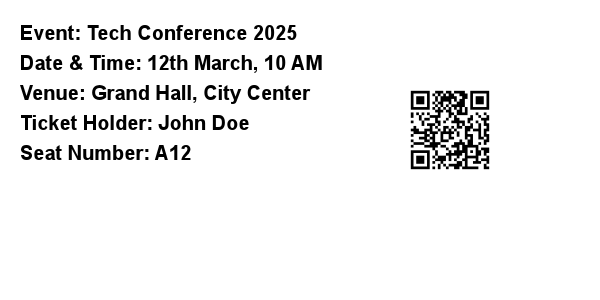 Event: Tech Conference 2025
Date & Time: 12th March, 10 AM
Venue: Grand Hall, City Center
Ticket Holder: John Doe
Seat Number: A12